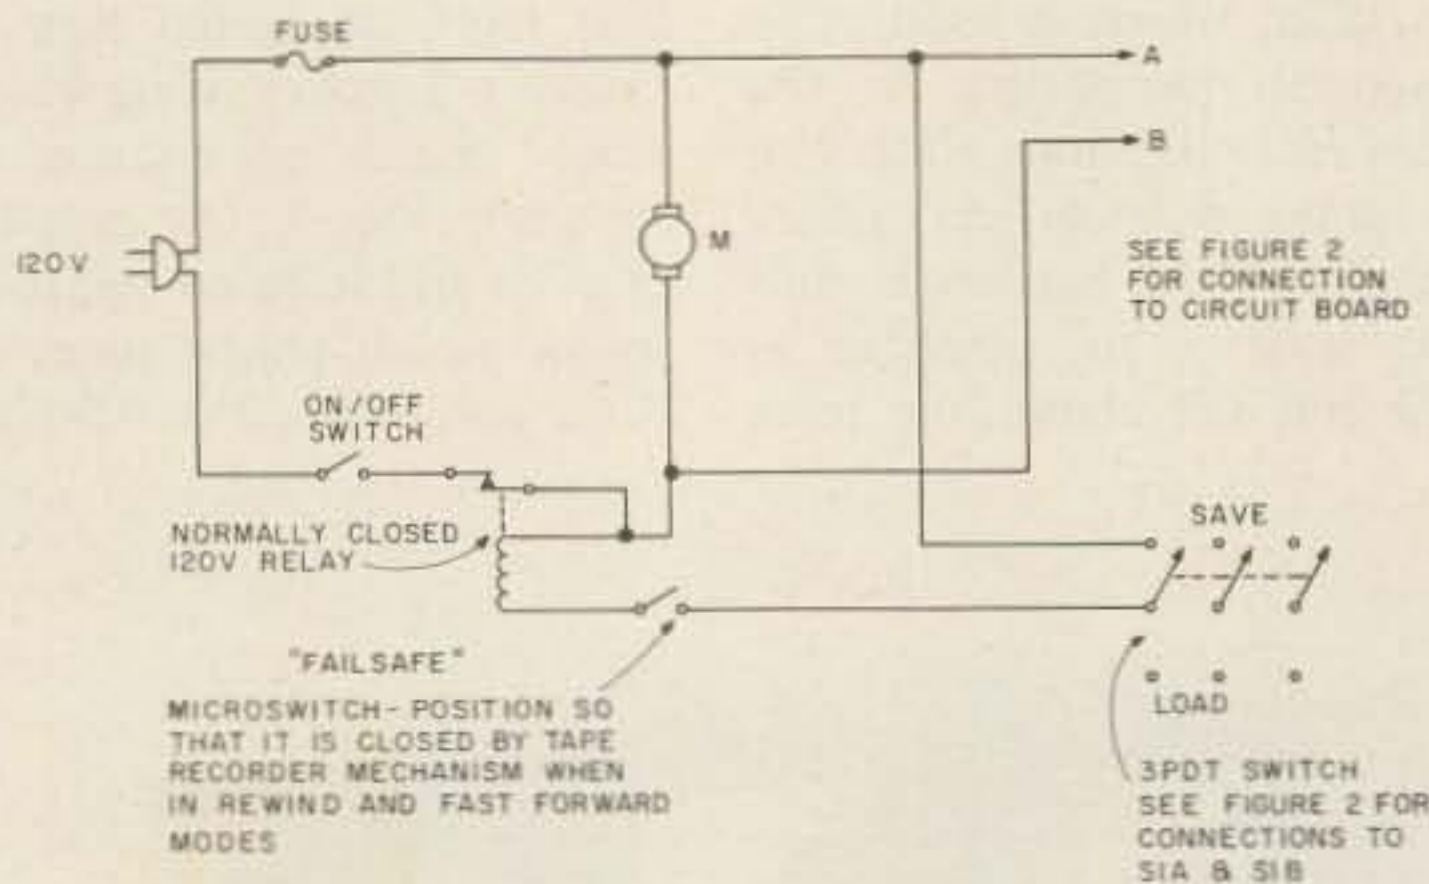 FUSE
A
B
120V
M
SEE FIGURE 2
FOR CONNECTION
TO CIRCUIT BOARD
ON/OFF
SWITCH
NORMALLY CLOSED
120V RELAY
SAVE
"FAILSAFE"
MICROSWITCH-POSITION SO
THAT IT IS CLOSED BY TAPE
RECORDER MECHANISM WHEN
IN REWIND AND FAST FORWARD
MODES
LOAD
3PDT SWITCH
SEE FIGURE 2 FOR
CONNECTIONS TO
S1A & S1B